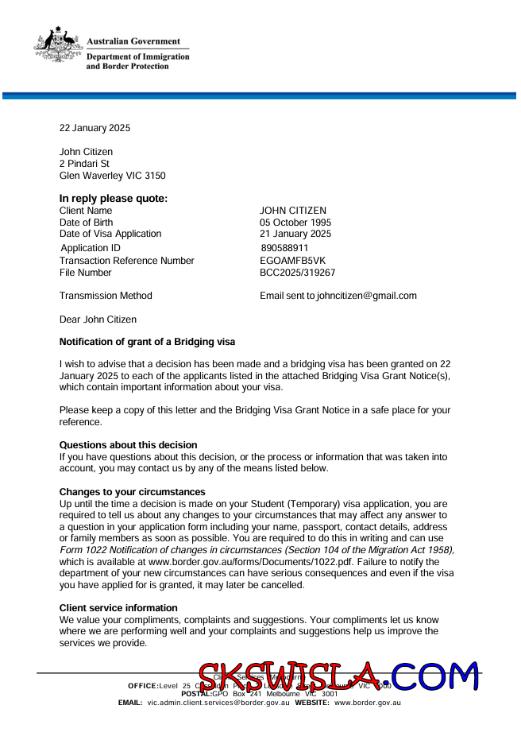 Australian Government
Department of Immigration
and Border Protection
22 January 2025
John Citizen
2 Pindari St
Glen Waverley VIC 3150
In reply please quote:
Client Name JOHN CITIZEN
Date of Birth 05 October 1995
Date of Visa Application 21 January 2025
Application ID 890588911
Transaction Reference Number EGOAMFB5VK
File Number BCC2025/319267
Transmission Method Email sent to johncitizen@gmail.com
Dear John Citizen
Notification of grant of a Bridging visa
I wish to advise that a decision has been made and a bridging visa has been granted on 22
January 2025 to each of the applicants listed in the attached Bridging Visa Grant Notice(s),
which contain important information about your visa.
Please keep a copy of this letter and the Bridging Visa Grant Notice in a safe place for your
reference.
Questions about this decision
If you have questions about this decision, or the process or information that was taken into
account, you may contact us by any of the means listed below.
Changes to your circumstances
Up until the time a decision is made on your Student (Temporary) visa application, you are
required to tell us about any changes to your circumstances that may affect any answer to
a question in your application form including your name, passport, contact details, address
or family members as soon as possible. You are required to do this in writing and can use
Form 1022 Notification of changes in circumstances (Section 104 of the Migration Act 1958),
which is available at www.border.gov.au/forms/Documents/1022.pdf. Failure to notify the
department of your new circumstances can have serious consequences and even if the visa
you have applied for is granted, it may later be cancelled.
Client service information
We value your compliments, complaints and suggestions. Your compliments let us know
where we are performing well and your complaints and suggestions help us improve the
services we provide.
SKSWISLA.COM
OFFICE: Level 25 VIC
POSTAL: GPO Box 241 Melbourne VIC 3001
EMAIL: vic.admin.client.services@border.gov.au WEBSITE: www.border.gov.au